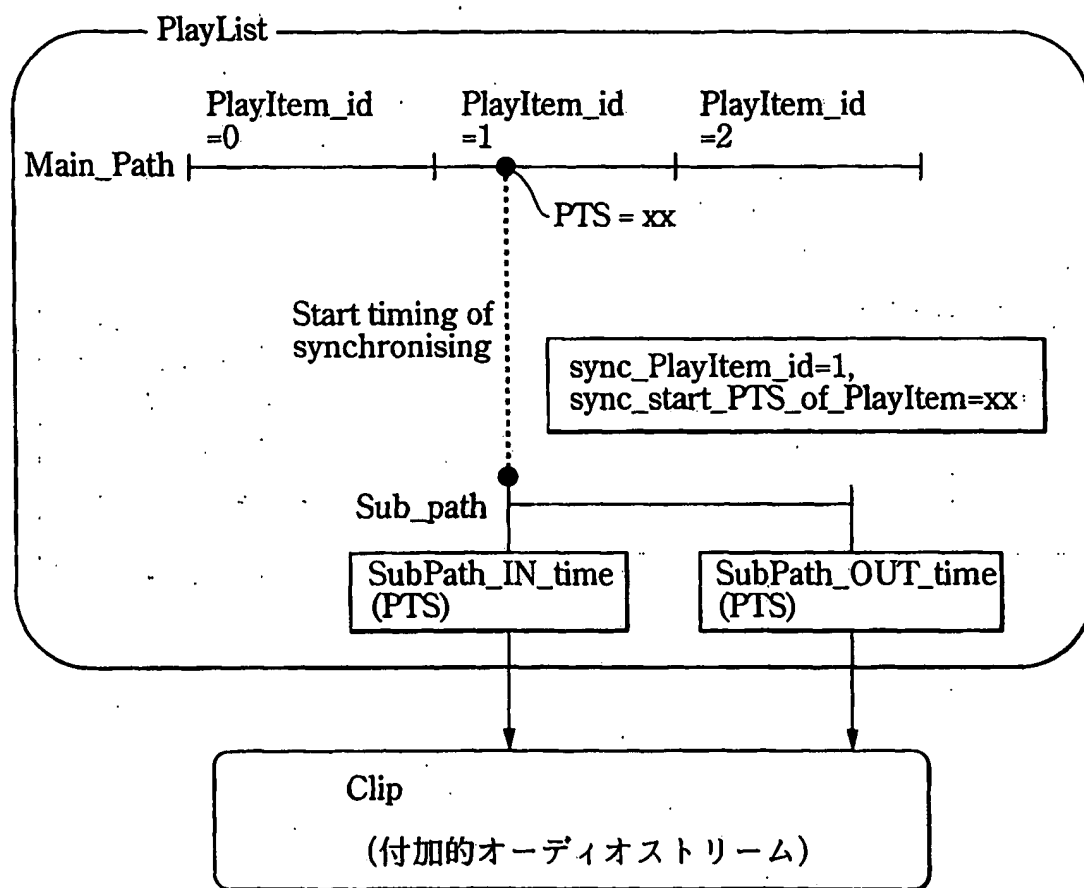 PlayList
PlayItem_id
=0
PlayItem_id
=1
PlayItem_id
=2
Main_Path
PTS = xx
Start timing of
synchronising
sync_PlayItem_id=1,
sync_start_PTS_of_PlayItem=xx
Sub_path
SubPath_IN_time
(PTS)
SubPath_OUT_time
(PTS)
Clip
(付加的オーディオストリーム)